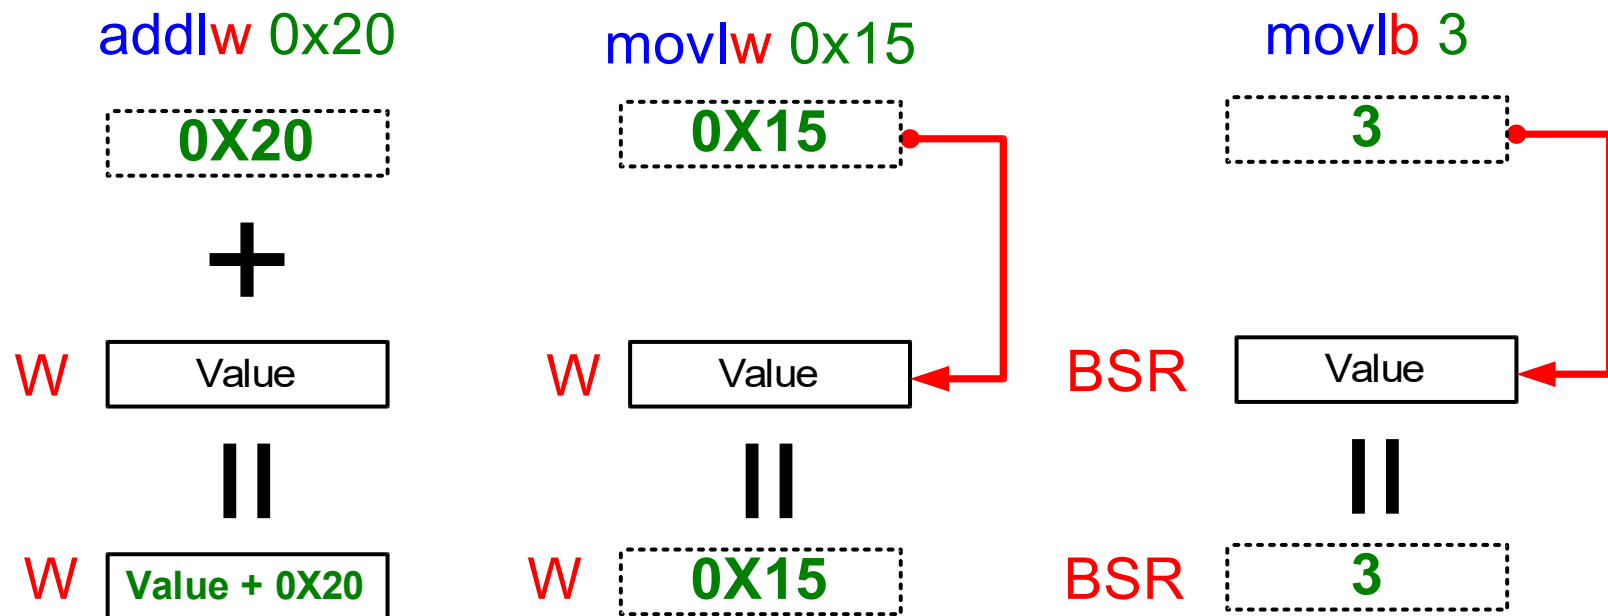 addlw 0x20
0X20
+
W Value
=
W Value + 0X20
movlw 0x15
0X15
W Value
=
W 0X15
movlb 3
3
BSR Value
=
BSR 3